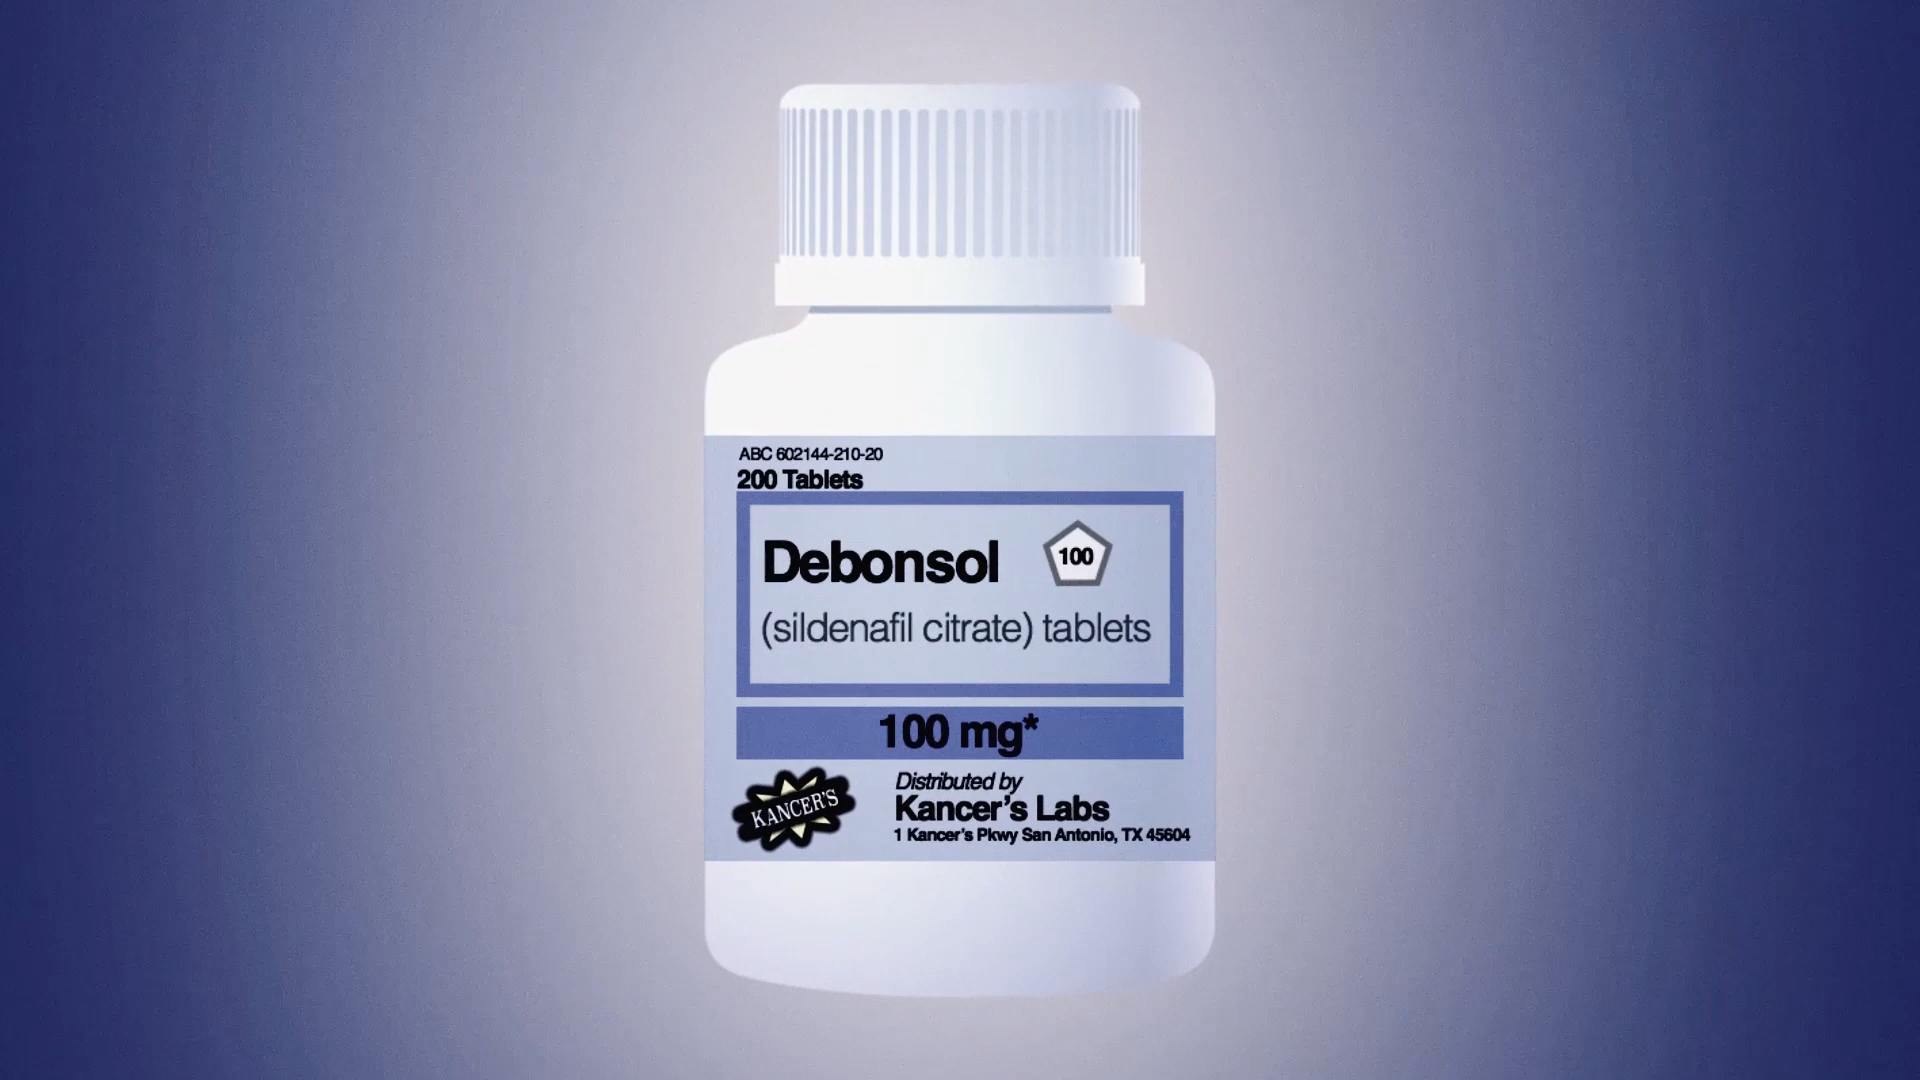 ABC 602144-210-20
200 Tablets
Debonsol
100
(sildenafil citrate) tablets
100 mg*
KANCER'S
Distributed by
Kancer's Labs
1 Kancer's Pkwy San Antonio, TX 45604